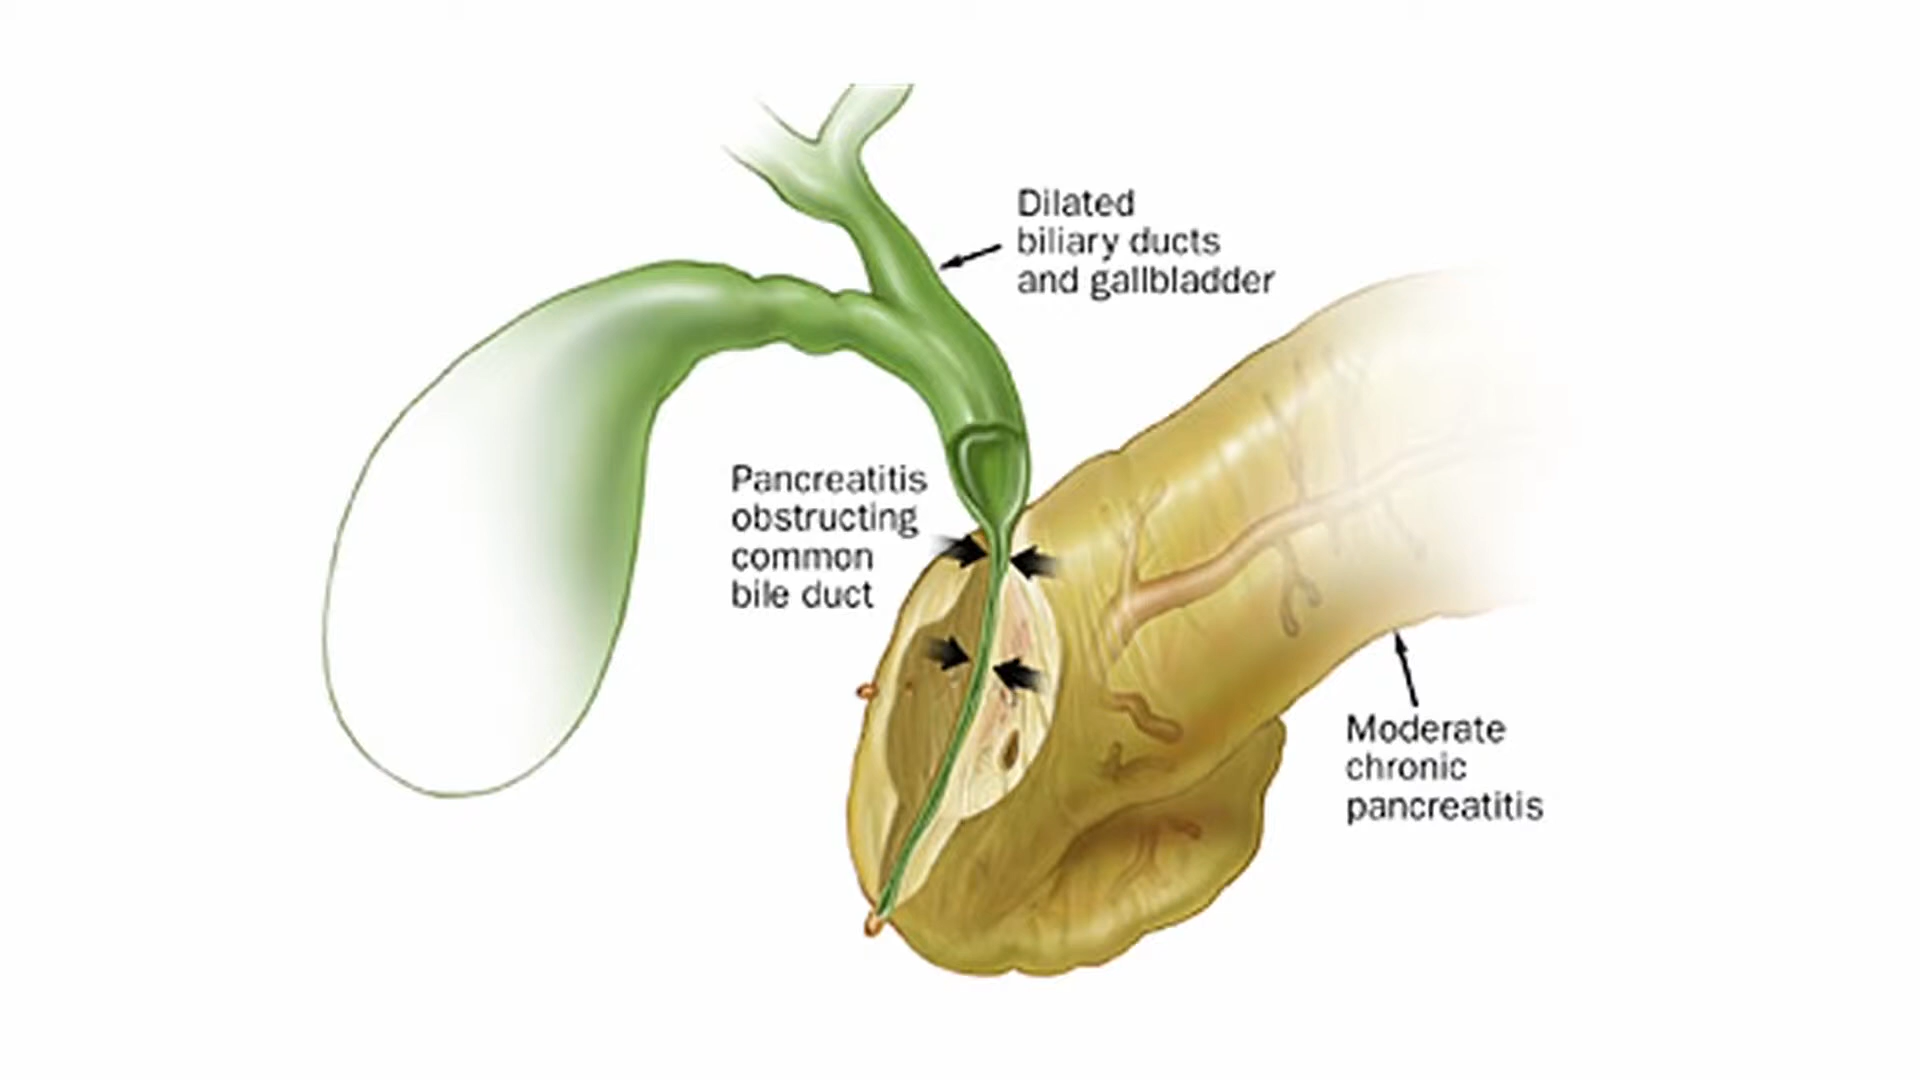 Dilated
biliary ducts
and gallbladder
Pancreatitis
obstructing
common
bile duct
Moderate
chronic
pancreatitis